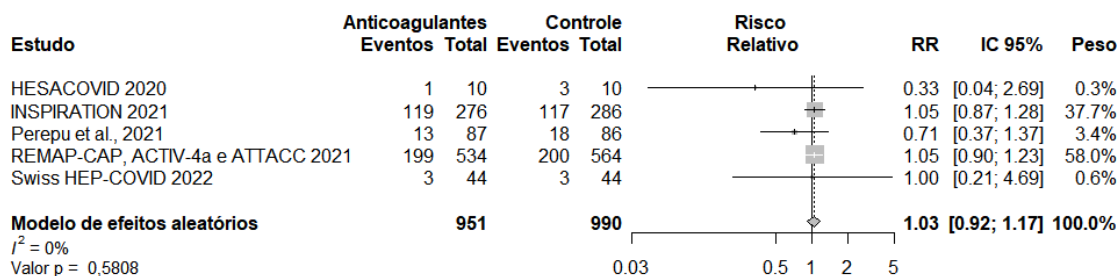 Anticoagulantes Controle Risco
Estudo Eventos Total Eventos Total Relativo RR IC 95% Peso
HESACOVID 2020 1 10 3 10 0.33 [0.04; 2.69] 0.3%
INSPIRATION 2021 119 276 117 286 1.05 [0.87; 1.28] 37.7%
Perepu et al., 2021 13 87 18 86 0.71 [0.37; 1.37] 3.4%
REMAP-CAP, ACTIV-4a e ATTACC 2021 199 534 200 564 1.05 [0.90; 1.23] 58.0%
Swiss HEP-COVID 2022 3 44 3 44 1.00 [0.21; 4.69] 0.6%
Modelo de efeitos aleatórios 951 990 1.03 [0.92; 1.17] 100.0%
I² = 0%
Valor p = 0,5808 0.03 0.5 1 2 5